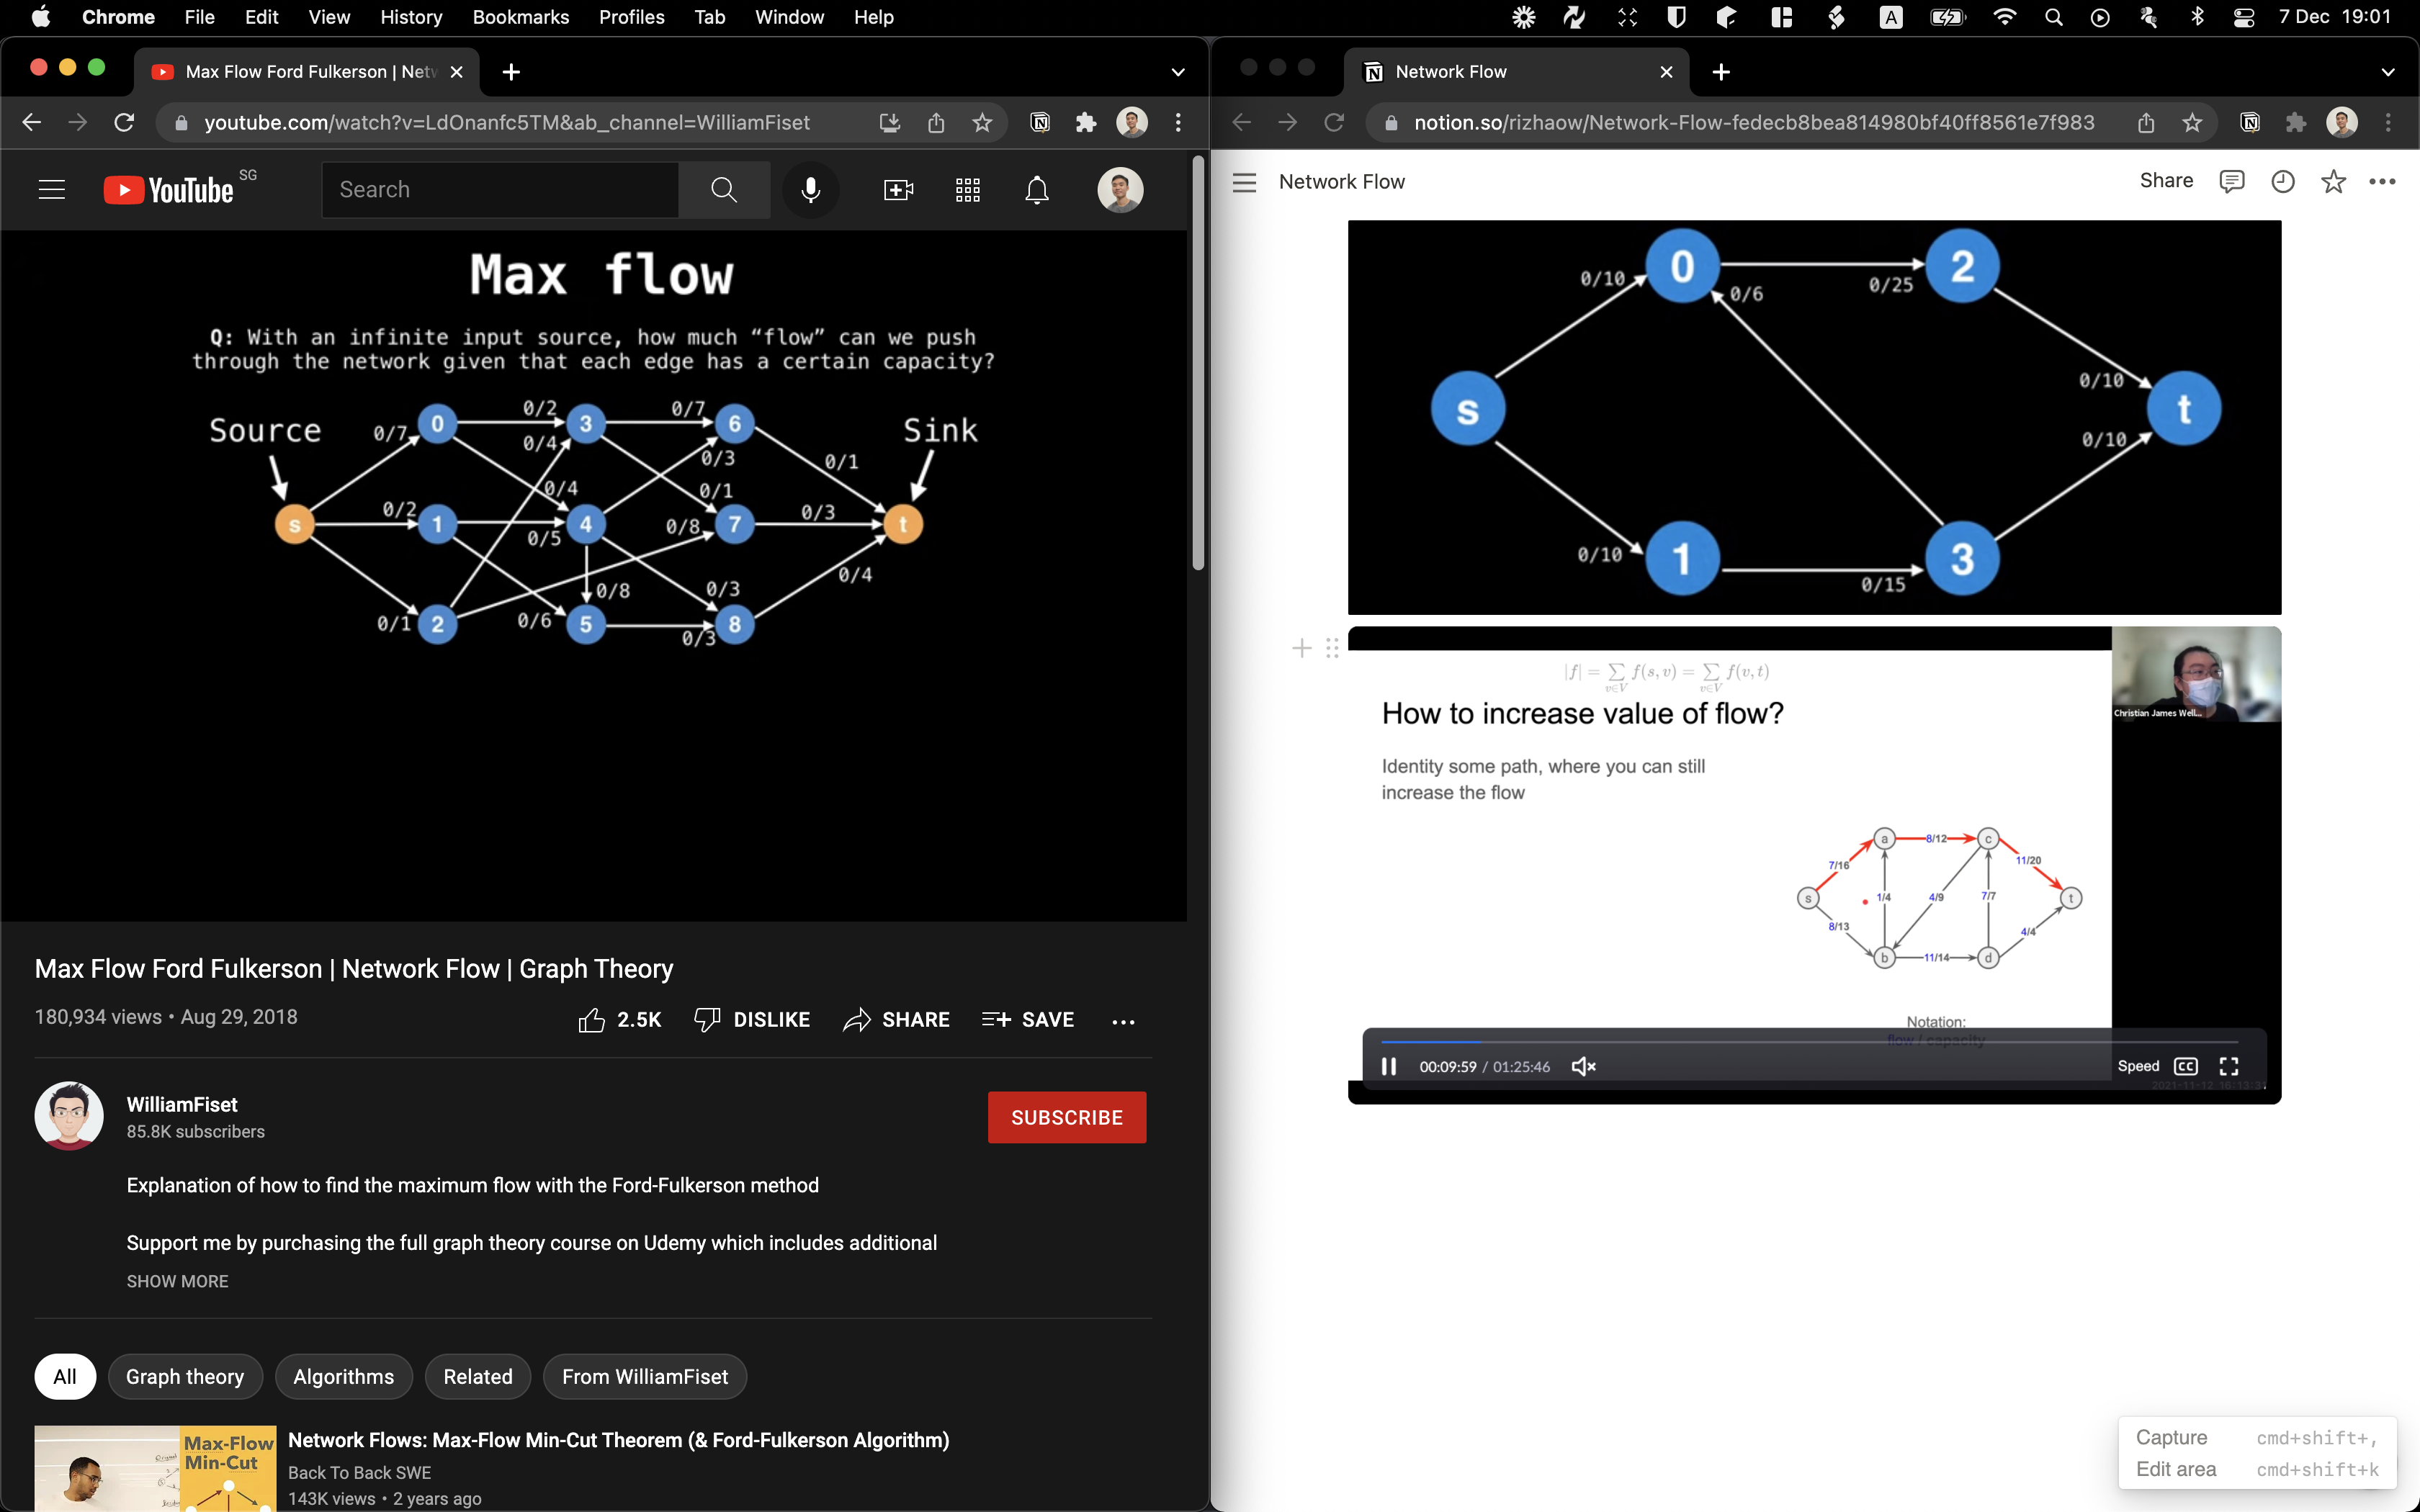 Chrome File Edit View History Bookmarks Profiles Tab Window Help
A
7 Dec 19:01
Max Flow Ford Fulkerson | Netw
youtube.com/watch?v=LdOnanfc5TM&ab_channel=WilliamFiset
YouTube SG
Search
Max flow
Q: With an infinite input source, how much “flow” can we push
through the network given that each edge has a certain capacity?
Source
Sink
0/7
0
0/2
3
0/7
6
0/4
0/3
0/1
0/4
0/1
s
0/2
1
0/5
4
0/8
7
0/3
t
0/8
0/3
0/4
0/1
2
0/6
5
0/3
8
Max Flow Ford Fulkerson | Network Flow | Graph Theory
180,934 views • Aug 29, 2018
2.5K DISLIKE SHARE SAVE
WilliamFiset
85.8K subscribers
SUBSCRIBE
Explanation of how to find the maximum flow with the Ford-Fulkerson method
Support me by purchasing the full graph theory course on Udemy which includes additional
SHOW MORE
All Graph theory Algorithms Related From WilliamFiset
Max-Flow
Min-Cut
Network Flows: Max-Flow Min-Cut Theorem (& Ford-Fulkerson Algorithm)
Back To Back SWE
143K views • 2 years ago
Network Flow
notion.so/rizhaow/Network-Flow-fedecb8bea814980bf40ff8561e7f983
Network Flow
Share
0/10
0
0/6
0/25
2
s
0/10
t
0/10
0/10
1
0/15
3
|f| = ∑ f(s, v) = ∑ f(v, t)
v∈V v∈V
How to increase value of flow?
Identity some path, where you can still
increase the flow
Christian James Well...
a
8/12
c
7/16
11/20
s
1/4
4/9
7/7
t
8/13
4/4
b
11/14
d
Notation:
flow / capacity
00:09:59 / 01:25:46
Speed CC
Capture cmd+shift+,
Edit area cmd+shift+k